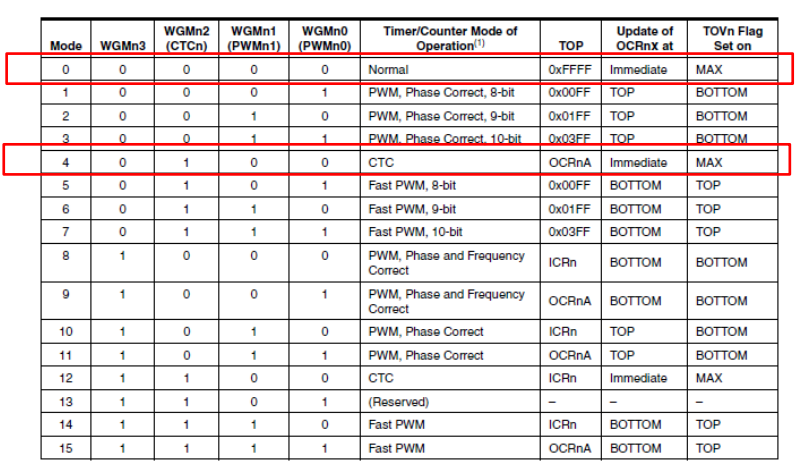 Mode WGMn3 WGMn2 (CTCn) WGMn1 (PWMn1) WGMn0 (PWMn0) Timer/Counter Mode of Operation(1) TOP Update of OCRnX at TOVn Flag Set on
0 0 0 0 0 Normal 0xFFFF Immediate MAX
1 0 0 0 1 PWM, Phase Correct, 8-bit 0x00FF TOP BOTTOM
2 0 0 1 0 PWM, Phase Correct, 9-bit 0x01FF TOP BOTTOM
3 0 0 1 1 PWM, Phase Correct, 10-bit 0x03FF TOP BOTTOM
4 0 1 0 0 CTC OCRnA Immediate MAX
5 0 1 0 1 Fast PWM, 8-bit 0x00FF BOTTOM TOP
6 0 1 1 0 Fast PWM, 9-bit 0x01FF BOTTOM TOP
7 0 1 1 1 Fast PWM, 10-bit 0x03FF BOTTOM TOP
8 1 0 0 0 PWM, Phase and Frequency Correct ICRn BOTTOM BOTTOM
9 1 0 0 1 PWM, Phase and Frequency Correct OCRnA BOTTOM BOTTOM
10 1 0 1 0 PWM, Phase Correct ICRn TOP BOTTOM
11 1 0 1 1 PWM, Phase Correct OCRnA TOP BOTTOM
12 1 1 0 0 CTC ICRn Immediate MAX
13 1 1 0 1 (Reserved) – – –
14 1 1 1 0 Fast PWM ICRn BOTTOM TOP
15 1 1 1 1 Fast PWM OCRnA BOTTOM TOP